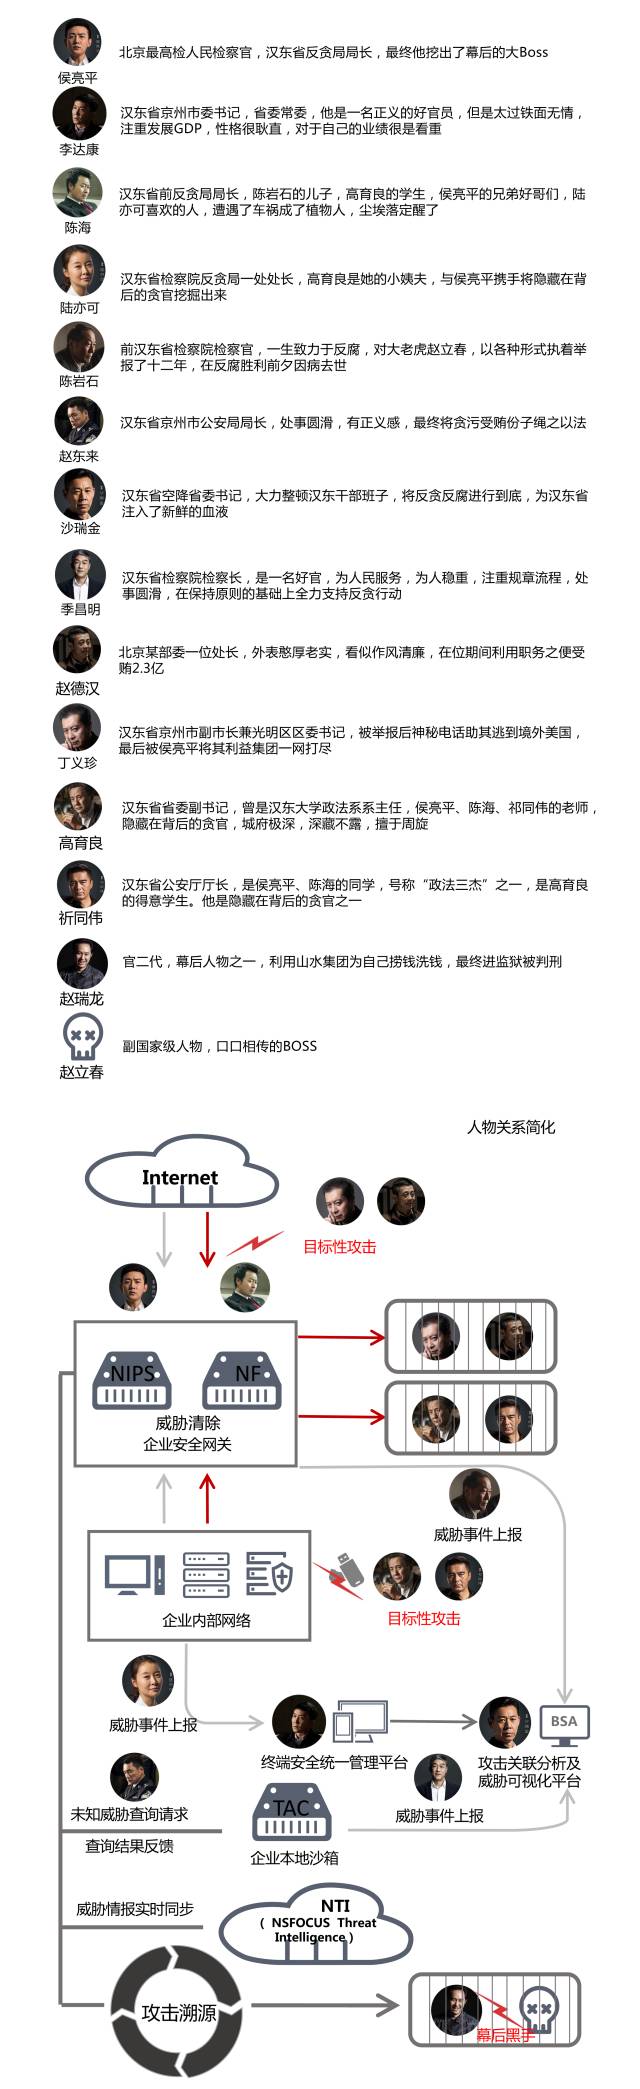 北京最高检人民检察官，汉东省反贪局局长，最终他挖出了幕后的大Boss
侯亮平
汉东省京州市委书记，省委常委，他是一名正义的好官员，但是太过铁面无情，
注重发展GDP，性格很耿直，对于自己的业绩很是看重
李达康
汉东省前反贪局局长，陈岩石的儿子，高育良的学生，侯亮平的兄弟好哥们，陆
亦可喜欢的人，遭遇了车祸成了植物人，尘埃落定醒了
陈海
汉东省检察院反贪局一处处长，高育良是她的小姨夫，与侯亮平携手将隐藏在背
后的贪官挖掘出来
陆亦可
前汉东省检察院检察官，一生致力于反腐，对大老虎赵立春，以各种形式执着举
报了十二年，在反腐胜利前夕因病去世
陈岩石
汉东省京州市公安局局长，处事圆滑，有正义感，最终将贪污受贿份子绳之以法
赵东来
汉东省空降省委书记，大力整顿汉东干部班子，将反贪反腐进行到底，为汉东省
注入了新鲜的血液
沙瑞金
汉东省检察院检察长，是一名好官，为人民服务，为人稳重，注重规章流程，处
事圆滑，在保持原则的基础上全力支持反贪行动
季昌明
北京某部委一位处长，外表憨厚老实，看似作风清廉，在位期间利用职务之便受
贿2.3亿
赵德汉
汉东省京州市副市长兼光明区区委书记，被举报后神秘电话助其逃到境外美国，
最后被侯亮平将其利益集团一网打尽
丁义珍
汉东省省委副书记，曾是汉东大学政法系系主任，侯亮平、陈海、祁同伟的老师，
隐藏在背后的贪官，城府极深，深藏不露，擅于周旋
高育良
汉东省公安厅厅长，是侯亮平、陈海的同学，号称“政法三杰”之一，是高育良
的得意学生。他是隐藏在背后的贪官之一
祈同伟
官二代，幕后人物之一，利用山水集团为自己捞钱洗钱，最终进监狱被判刑
赵瑞龙
副国家级人物，口口相传的BOSS
赵立春
人物关系简化
Internet
目标性攻击
NIPS
NF
威胁清除
企业安全网关
威胁事件上报
企业内部网络
目标性攻击
威胁事件上报
BSA
终端安全统一管理平台
攻击关联分析及
威胁可视化平台
未知威胁查询请求
TAC
威胁事件上报
查询结果反馈
企业本地沙箱
威胁情报实时同步
NTI
（ NSFOCUS Threat
Intelligence ）
攻击溯源
幕后黑手